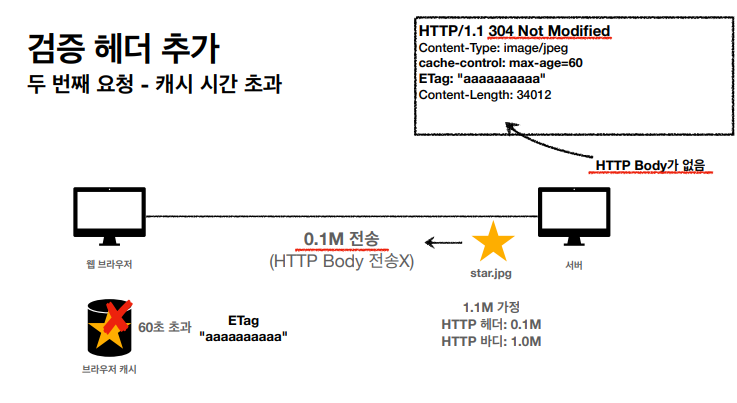 검증 헤더 추가
두 번째 요청 - 캐시 시간 초과
HTTP/1.1 304 Not Modified
Content-Type: image/jpeg
cache-control: max-age=60
ETag: "aaaaaaaaaa"
Content-Length: 34012
HTTP Body가 없음
0.1M 전송
(HTTP Body 전송X)
star.jpg
웹 브라우저
서버
60초 초과
ETag
"aaaaaaaaaa"
1.1M 가정
HTTP 헤더: 0.1M
HTTP 바디: 1.0M
브라우저 캐시